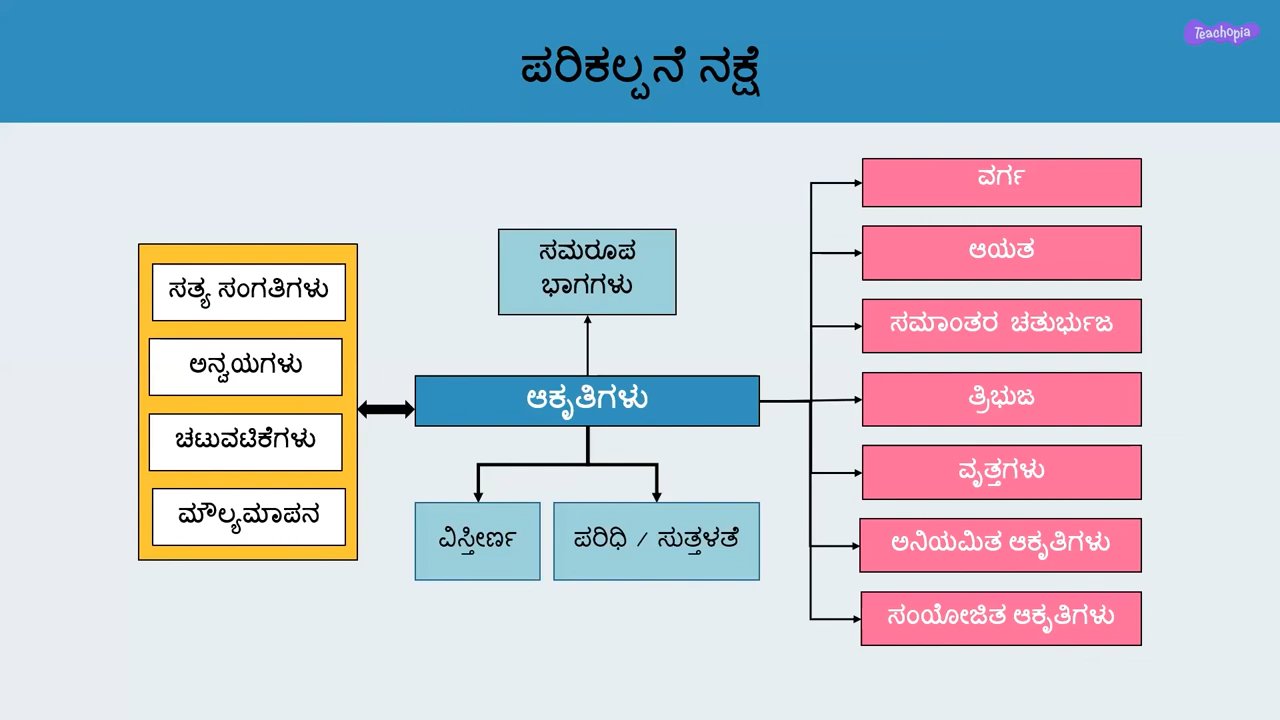 ಪರಿಕಲ್ಪನೆ ನಕ್ಷೆ
Teachopia
ಸತ್ಯ ಸಂಗತಿಗಳು
ಅನ್ವಯಗಳು
ಚಟುವಟಿಕೆಗಳು
ಮೌಲ್ಯಮಾಪನ
ಸಮರೂಪ
ಭಾಗಗಳು
ಆಕೃತಿಗಳು
ವಿಸ್ತೀರ್ಣ
ಪರಿಧಿ / ಸುತ್ತಳತೆ
ವರ್ಗ
ಆಯತ
ಸಮಾಂತರ ಚತುರ್ಭುಜ
ತ್ರಿಭುಜ
ವೃತ್ತಗಳು
ಅನಿಯಮಿತ ಆಕೃತಿಗಳು
ಸಂಯೋಜಿತ ಆಕೃತಿಗಳು